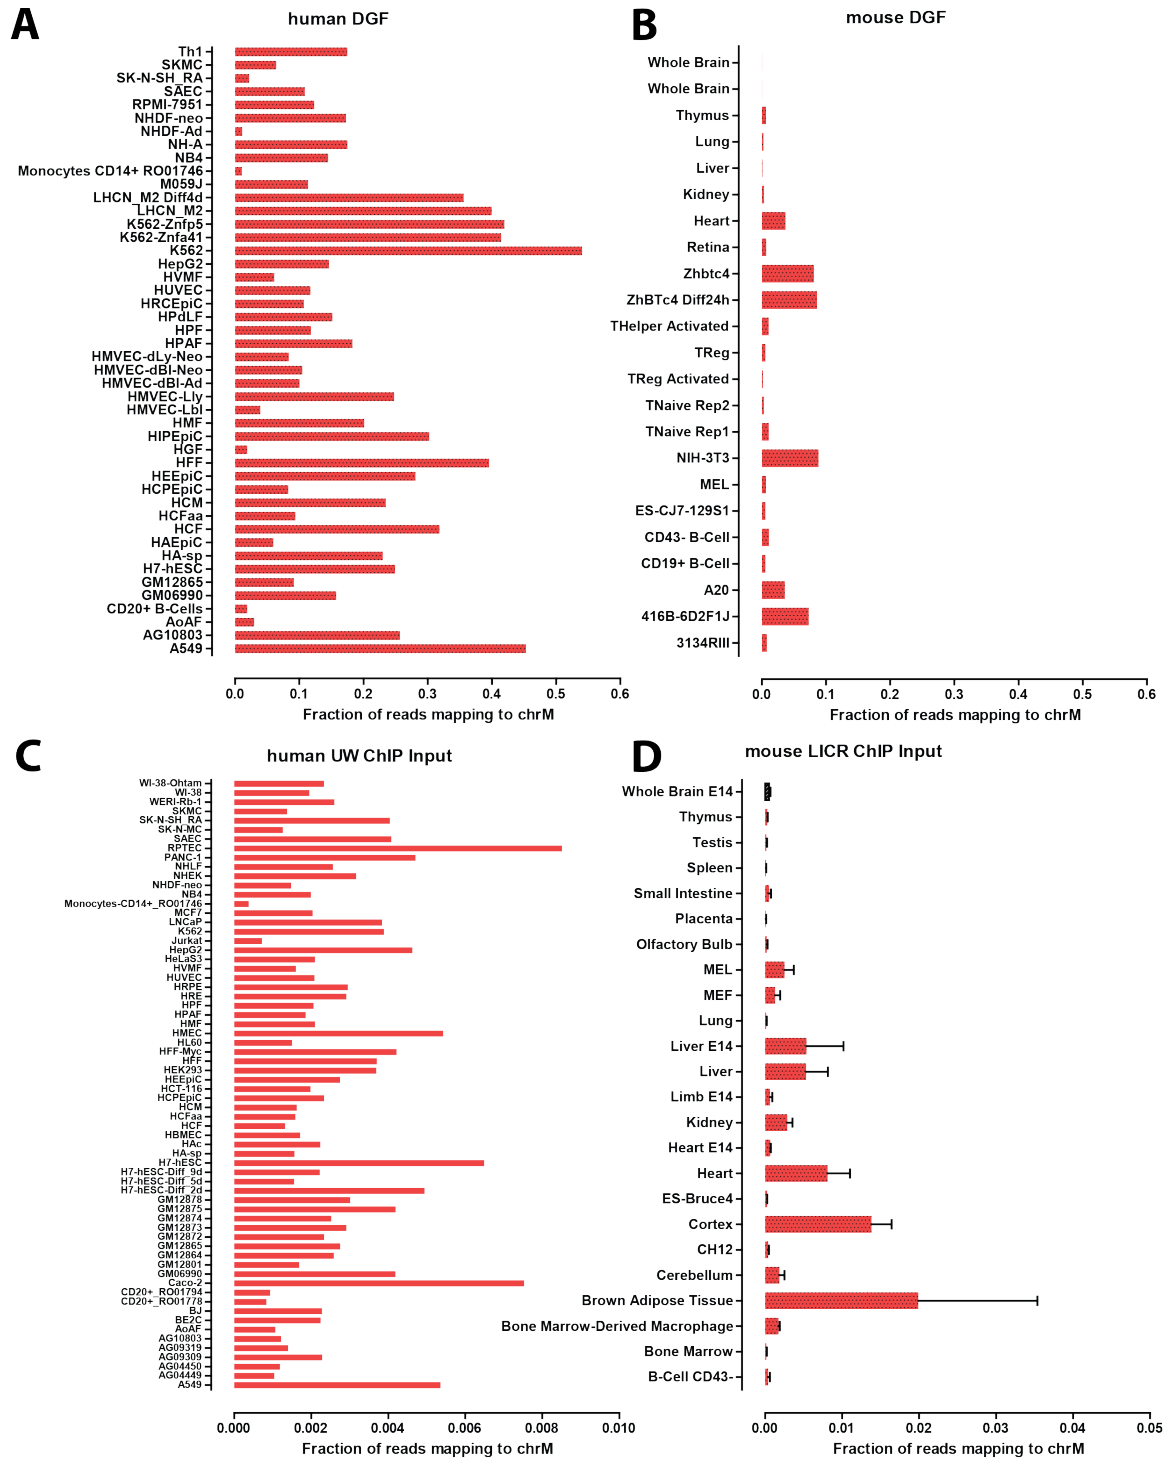 A
human DGF
Th1
SKMC
SK-N-SH_RA
SAEC
RPMI-7951
NHDF-neo
NHDF-Ad
NH-A
NB4
Monocytes CD14+ RO01746
M059J
LHCN_M2 Diff4d
LHCN_M2
K562-Znfp5
K562-Znfa41
K562
HepG2
HVMF
HUVEC
HRCEpiC
HPdLF
HPF
HPAF
HMVEC-dLy-Neo
HMVEC-dBl-Neo
HMVEC-dBl-Ad
HMVEC-Lly
HMVEC-Lbl
HMF
HIPEpiC
HGF
HFF
HEEpiC
HCPEpiC
HCM
HCFaa
HCF
HAEpiC
HA-sp
H7-hESC
GM12865
GM06990
CD20+ B-Cells
AoAF
AG10803
A549
0.0 0.1 0.2 0.3 0.4 0.5 0.6
Fraction of reads mapping to chrM
B
mouse DGF
Whole Brain
Whole Brain
Thymus
Lung
Liver
Kidney
Heart
Retina
Zhbtc4
ZhBTc4 Diff24h
THelper Activated
TReg
TReg Activated
TNaive Rep2
TNaive Rep1
NIH-3T3
MEL
ES-CJ7-129S1
CD43- B-Cell
CD19+ B-Cell
A20
416B-6D2F1J
3134RIII
0.0 0.1 0.2 0.3 0.4 0.5 0.6
Fraction of reads mapping to chrM
C
human UW ChIP Input
WI-38-Ohtam
WI-38
WERI-Rb-1
SKMC
SK-N-SH_RA
SK-N-MC
SAEC
RPTEC
PANC-1
NHLF
NHEK
NHDF-neo
NB4
Monocytes-CD14+_RO01746
MCF7
LNCaP
K562
Jurkat
HepG2
HeLaS3
HVMF
HUVEC
HRPE
HRE
HPF
HPAF
HMF
HMEC
HL60
HFF-Myc
HFF
HEK293
HEEpiC
HCT-116
HCPEpiC
HCM
HCFaa
HCF
HBMEC
HAc
HA-sp
H7-hESC
H7-hESC-Diff_9d
H7-hESC-Diff_5d
H7-hESC-Diff_2d
GM12878
GM12875
GM12874
GM12873
GM12872
GM12865
GM12864
GM12801
GM06990
Caco-2
CD20+_RO01794
CD20+_RO01778
BJ
BE2C
AoAF
AG10803
AG09319
AG09309
AG04450
AG04449
A549
0.000 0.002 0.004 0.006 0.008 0.010
Fraction of reads mapping to chrM
D
mouse LICR ChIP Input
Whole Brain E14
Thymus
Testis
Spleen
Small Intestine
Placenta
Olfactory Bulb
MEL
MEF
Lung
Liver E14
Liver
Limb E14
Kidney
Heart E14
Heart
ES-Bruce4
Cortex
CH12
Cerebellum
Brown Adipose Tissue
Bone Marrow-Derived Macrophage
Bone Marrow
B-Cell CD43-
0.00 0.01 0.02 0.03 0.04 0.05
Fraction of reads mapping to chrM